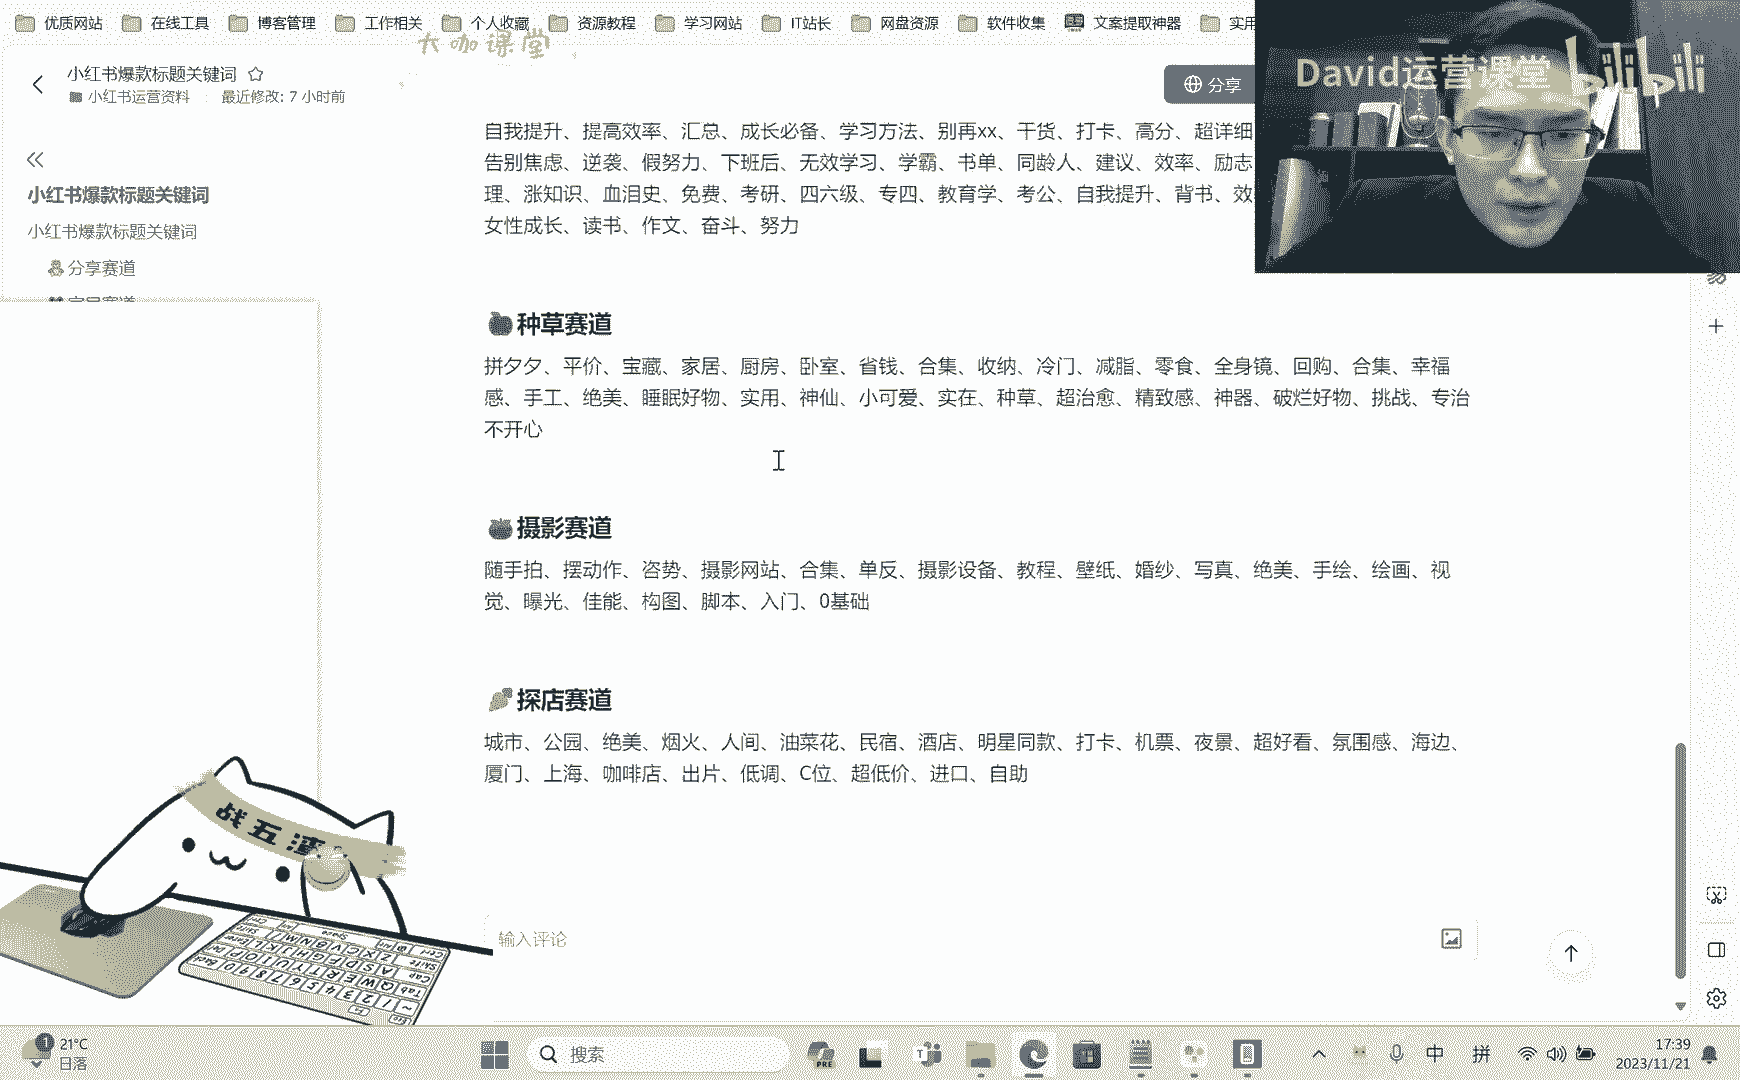 优质网站 在线工具 博客管理 工作相关 个人收藏 资源教程 学习网站 IT站长 网盘资源 软件收集 文案提取神器 实用
大咖课堂
小红书爆款标题关键词
小红书运营资料 最近修改: 7 小时前
分享
David运营课堂 bilibili
小红书爆款标题关键词
小红书爆款标题关键词
分享赛道
自我提升、提高效率、汇总、成长必备、学习方法、别再xx、干货、打卡、高分、超详细
告别焦虑、逆袭、假努力、下班后、无效学习、学霸、书单、同龄人、建议、效率、励志
理、涨知识、血泪史、免费、考研、四六级、专四、教育学、考公、自我提升、背书、效
女性成长、读书、作文、奋斗、努力
种草赛道
拼夕夕、平价、宝藏、家居、厨房、卧室、省钱、合集、收纳、冷门、减脂、零食、全身镜、回购、合集、幸福
感、手工、绝美、睡眠好物、实用、神仙、小可爱、实在、种草、超治愈、精致感、神器、破烂好物、挑战、专治
不开心
摄影赛道
随手拍、摆动作、咨势、摄影网站、合集、单反、摄影设备、教程、壁纸、婚纱、写真、绝美、手绘、绘画、视
觉、曝光、佳能、构图、脚本、入门、0基础
探店赛道
城市、公园、绝美、烟火、人间、油菜花、民宿、酒店、明星同款、打卡、机票、夜景、超好看、氛围感、海边、
厦门、上海、咖啡店、出片、低调、C位、超低价、进口、自助
输入评论
战五渣
1
21°C
日落
搜索
PRE
中 拼
17:39
2023/11/21